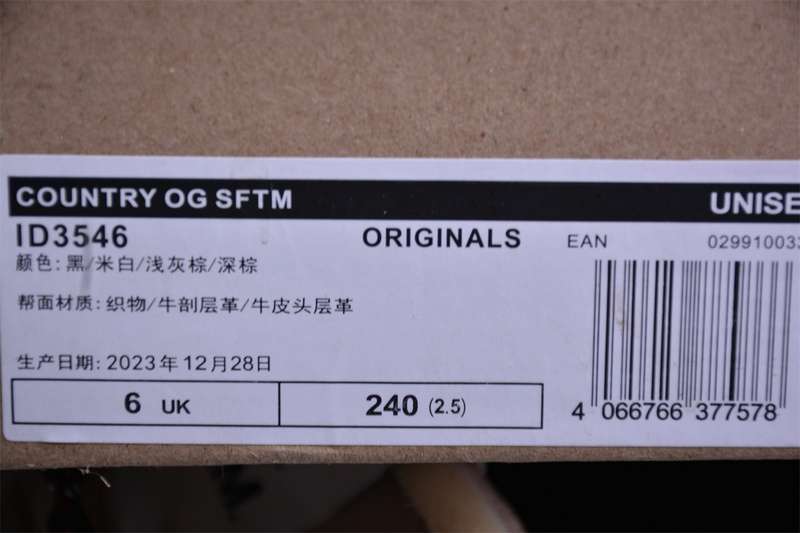 COUNTRY OG SFTM UNISE
ID3546 ORIGINALS EAN 02991003
颜色: 黑/米白/浅灰棕/深棕
帮面材质: 织物/牛剖层革/牛皮头层革
生产日期: 2023年12月28日
6 UK 240 (2.5)
4 066766 377578